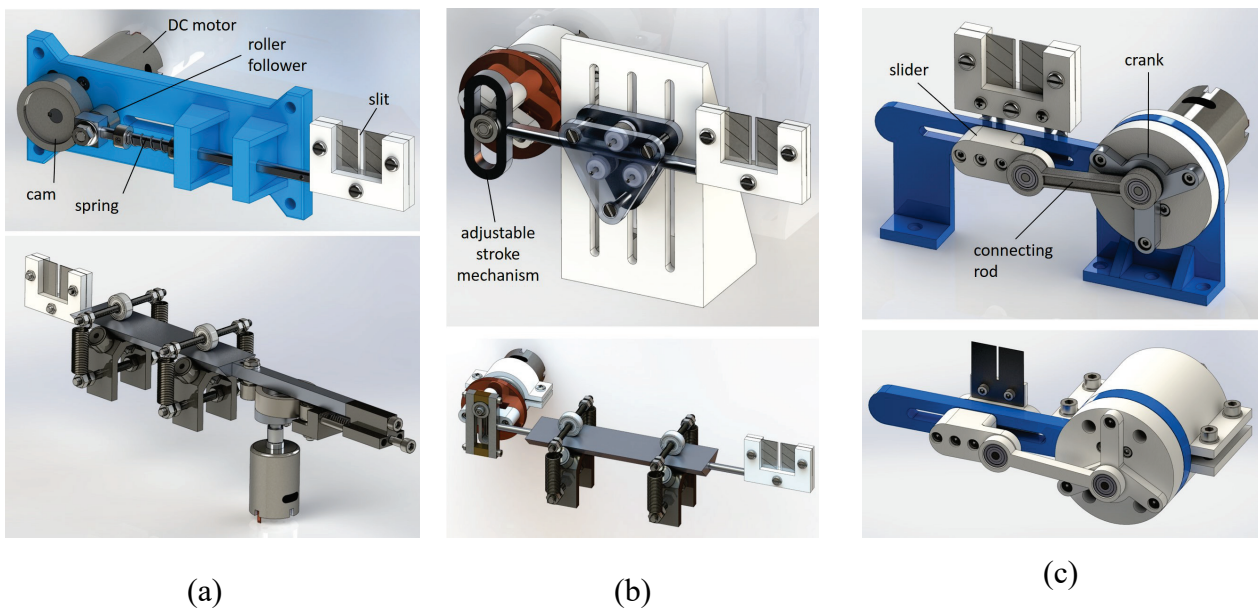 DC motor
roller
follower
slit
cam
spring
adjustable
stroke
mechanism
slider
crank
connecting
rod
(a)
(b)
(c)